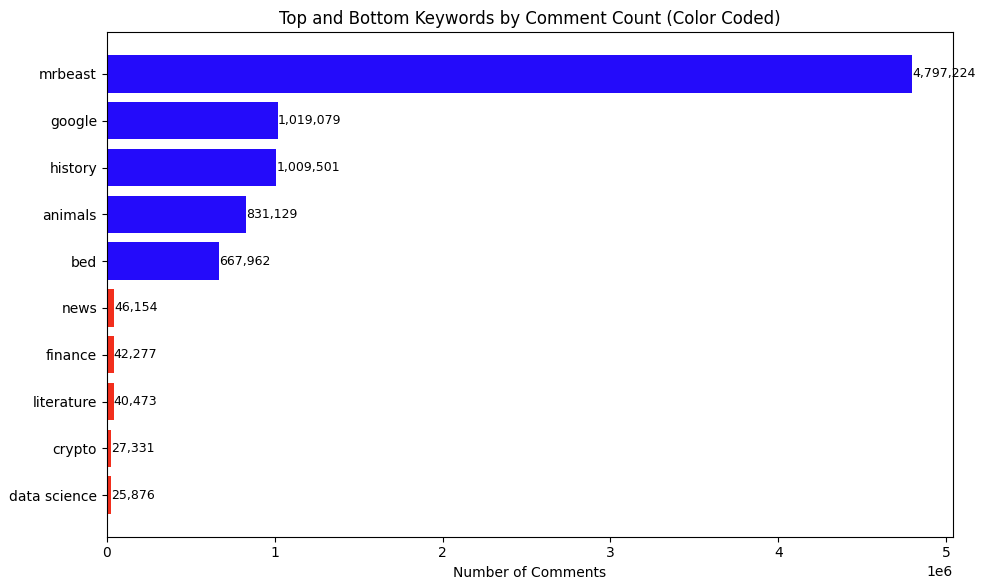 Top and Bottom Keywords by Comment Count (Color Coded)
mrbeast 4,797,224
google 1,019,079
history 1,009,501
animals 831,129
bed 667,962
news 46,154
finance 42,277
literature 40,473
crypto 27,331
data science 25,876
0 1 2 3 4 5
1e6
Number of Comments